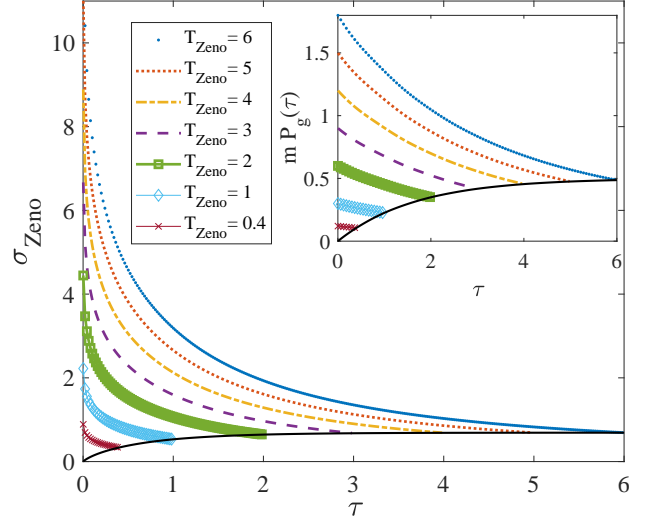 σ_Zeno
10
8
6
4
2
0
0 1 2 3 4 5 6
τ
T_Zeno = 6
T_Zeno = 5
T_Zeno = 4
T_Zeno = 3
T_Zeno = 2
T_Zeno = 1
T_Zeno = 0.4
m P_g(τ)
1.5
1
0.5
0
0 2 4 6
τ